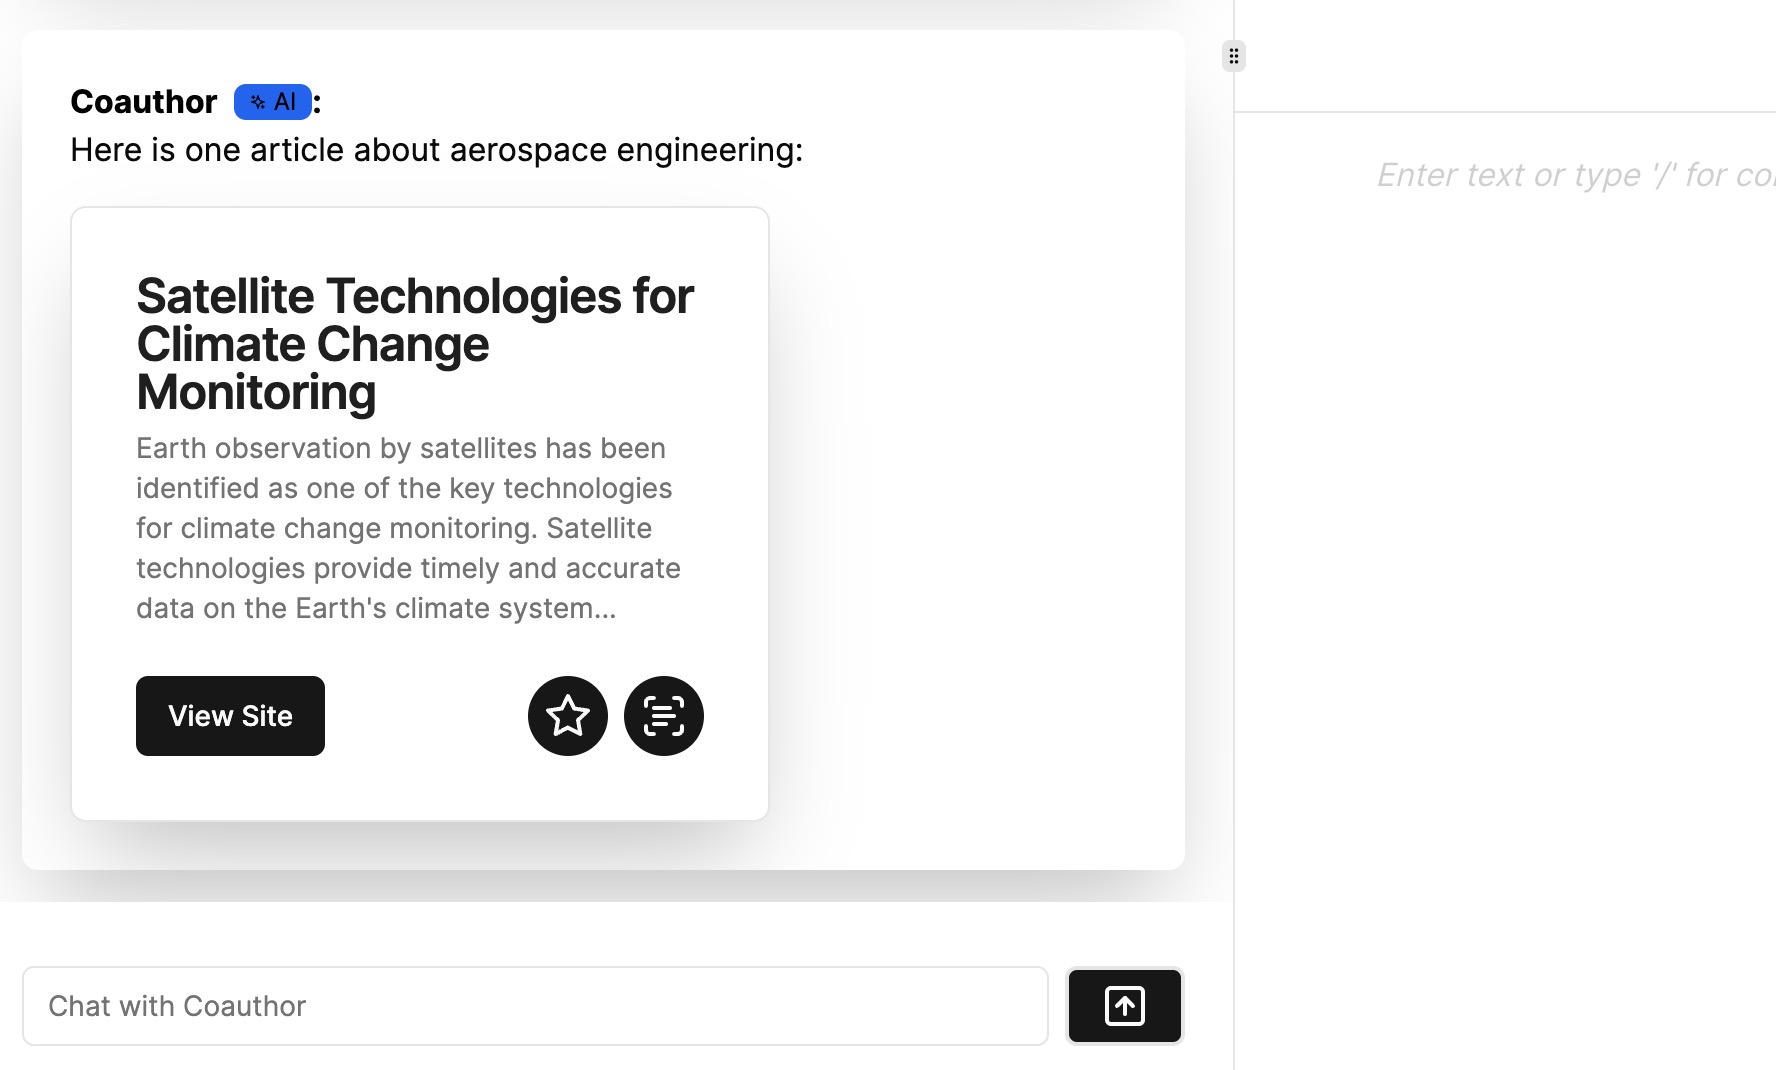 Coauthor AI:
Here is one article about aerospace engineering:
Satellite Technologies for
Climate Change
Monitoring
Earth observation by satellites has been
identified as one of the key technologies
for climate change monitoring. Satellite
technologies provide timely and accurate
data on the Earth's climate system...
View Site
Chat with Coauthor
Enter text or type '/' for